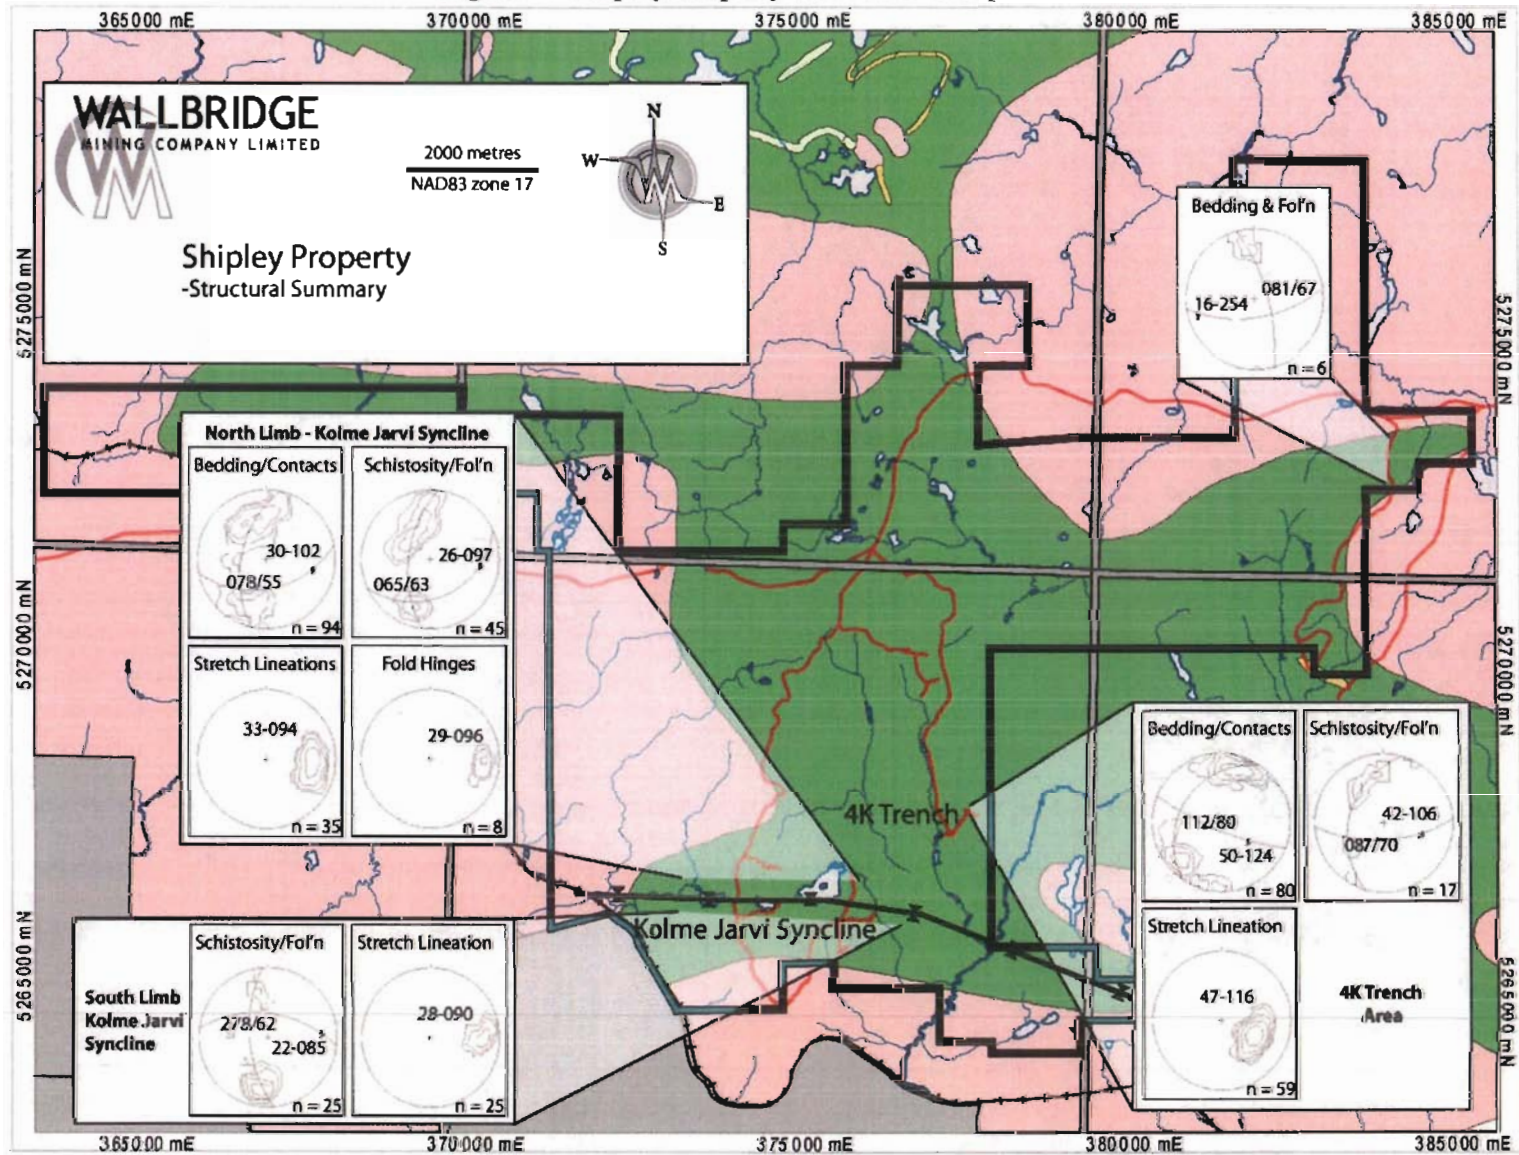 365000 mE
370000 mE
375000 mE
380000 mE
385000 mE
WALLBRIDGE
MINING COMPANY LIMITED
2000 metres
NAD83 zone 17
N
W
E
S
Shipley Property
-Structural Summary
5275000 mN
5275000 mN
Bedding & Fol'n
081/67
16-254
n = 6
North Limb - Kolme Jarvi Syncline
Bedding/Contacts
30-102
078/55
n = 94
Schistosity/Fol'n
26-097
065/63
n = 45
Stretch Lineations
33-094
n = 35
Fold Hinges
29-096
n = 8
5270000 mN
5270000 mN
4K Trench
Kolme Jarvi Syncline
Bedding/Contacts
112/80
50-124
n = 80
Schistosity/Fol'n
42-106
087/70
n = 17
Stretch Lineation
47-116
n = 59
4K Trench
Area
5265000 mN
5265000 mN
South Limb
Kolme Jarvi
Syncline
Schistosity/Fol'n
278/62
22-085
n = 25
Stretch Lineation
28-090
n = 25
365000 mE
370000 mE
375000 mE
380000 mE
385000 mE